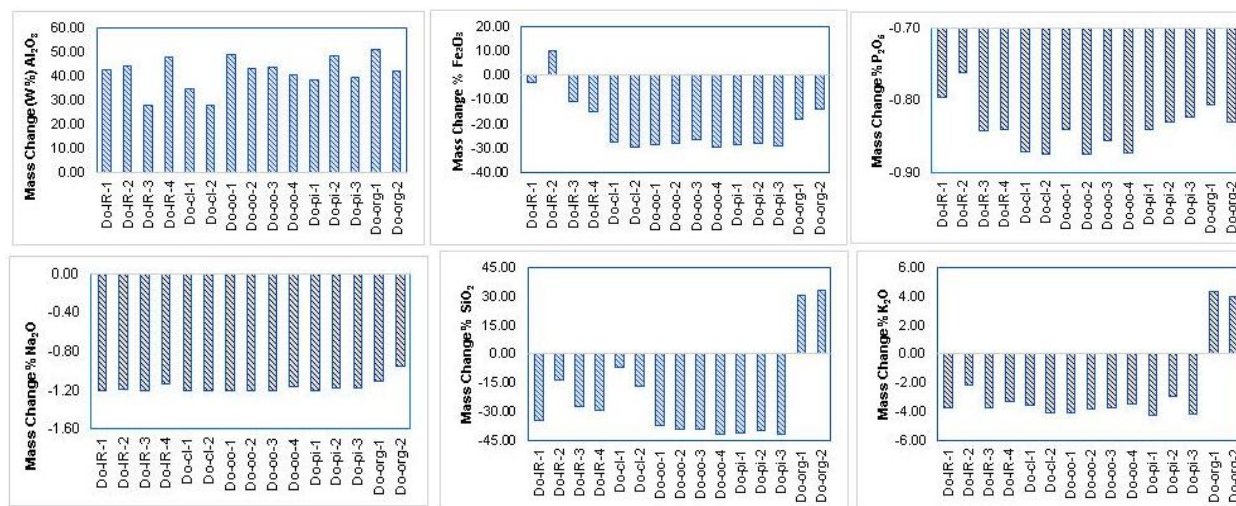 Mass Change (W%) Al₂O₃
60.00
50.00
40.00
30.00
20.00
10.00
0.00
Do-IR-1
Do-IR-2
Do-IR-3
Do-IR-4
Do-cl-1
Do-cl-2
Do-oo-1
Do-oo-2
Do-oo-3
Do-oo-4
Do-pi-1
Do-pi-2
Do-pi-3
Do-org-1
Do-org-2
Mass Change % Fe₂O₃
20.00
10.00
0.00
-10.00
-20.00
-30.00
-40.00
Do-IR-1
Do-IR-2
Do-IR-3
Do-IR-4
Do-cl-1
Do-cl-2
Do-oo-1
Do-oo-2
Do-oo-3
Do-oo-4
Do-pi-1
Do-pi-2
Do-pi-3
Do-org-1
Do-org-2
Mass Change % P₂O₅
-0.70
-0.80
-0.90
Do-IR-1
Do-IR-2
Do-IR-3
Do-IR-4
Do-cl-1
Do-cl-2
Do-oo-1
Do-oo-2
Do-oo-3
Do-oo-4
Do-pi-1
Do-pi-2
Do-pi-3
Do-org-1
Do-org-2
Mass Change % Na₂O
0.00
-0.40
-0.80
-1.20
-1.60
Do-IR-1
Do-IR-2
Do-IR-3
Do-IR-4
Do-cl-1
Do-cl-2
Do-oo-1
Do-oo-2
Do-oo-3
Do-oo-4
Do-pi-1
Do-pi-2
Do-pi-3
Do-org-1
Do-org-2
Mass Change % SiO₂
45.00
30.00
15.00
0.00
-15.00
-30.00
-45.00
Do-IR-1
Do-IR-2
Do-IR-3
Do-IR-4
Do-cl-1
Do-cl-2
Do-oo-1
Do-oo-2
Do-oo-3
Do-oo-4
Do-pi-1
Do-pi-2
Do-pi-3
Do-org-1
Do-org-2
Mass Change % K₂O
6.00
4.00
2.00
0.00
-2.00
-4.00
-6.00
Do-IR-1
Do-IR-2
Do-IR-3
Do-IR-4
Do-cl-1
Do-cl-2
Do-oo-1
Do-oo-2
Do-oo-3
Do-oo-4
Do-pi-1
Do-pi-2
Do-pi-3
Do-org-1
Do-org-2